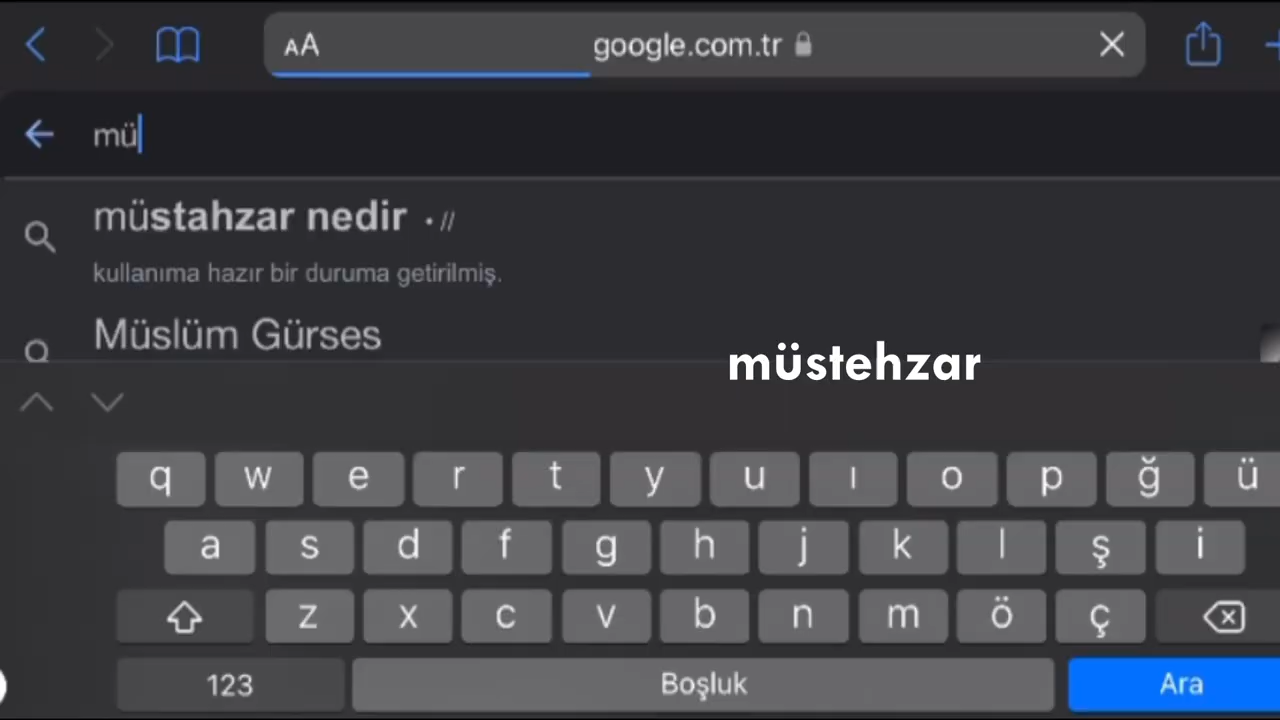 AA google.com.tr
mü
müstahzar nedir · //
kullanıma hazır bir duruma getirilmiş.
Müslüm Gürses
müstehzar
q w e r t y u ı o p ğ ü
a s d f g h j k l ş i
z x c v b n m ö ç
123 Boşluk Ara